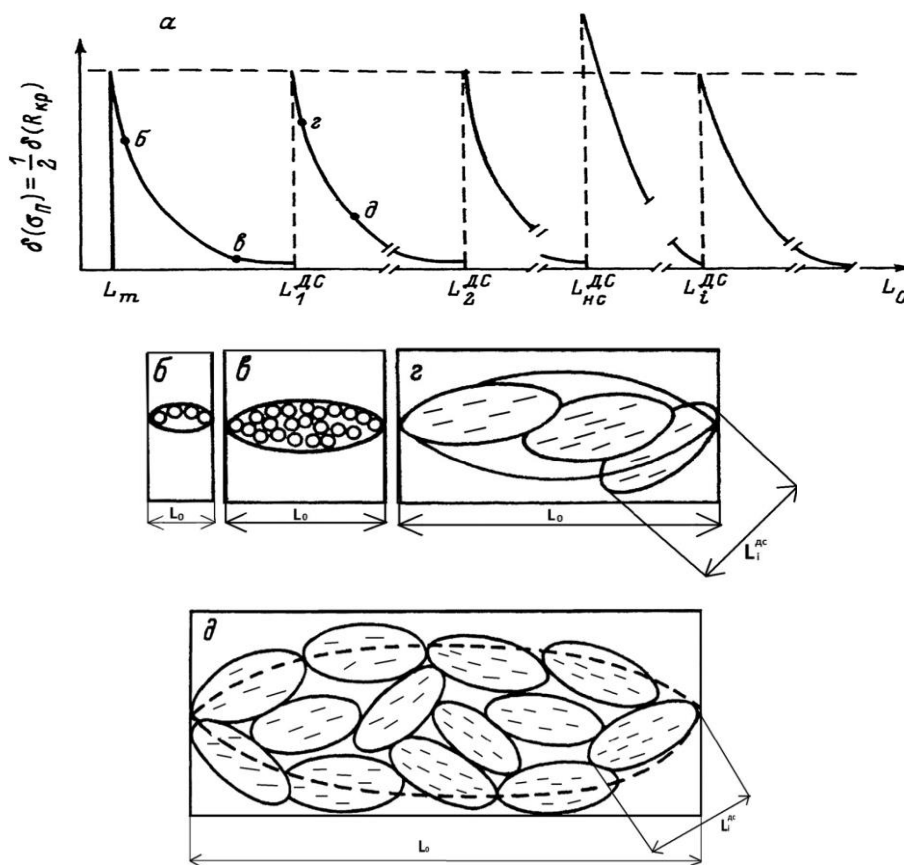 а
δ(σп) = 1/2 δ(Rкр)
б
в
г
д
Lm
L1ДС
L2ДС
LнсДС
LiДС
L0
б
в
г
L0
L0
L0
Liдс
д
Liдс
L0